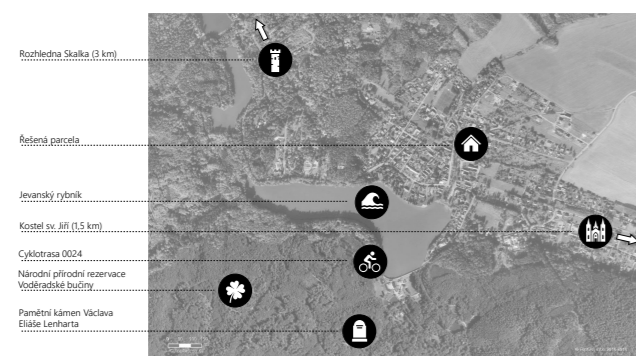 Rozhledna Skalka (3 km)
Řešená parcela
Jevanský rybník
Kostel sv. Jiří (1,5 km)
Cyklotrasa 0024
Národní přírodní rezervace
Voděradské bučiny
Pamětní kámen Václava
Eliáše Lenharta